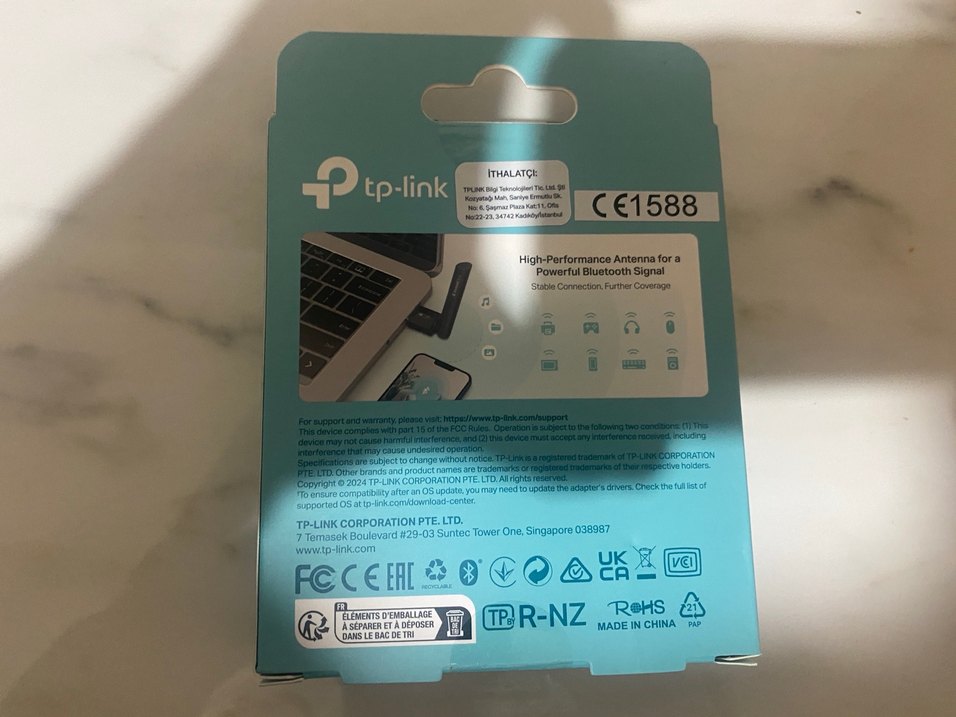 tp-link
İTHALATÇI:
TPLINK Bilgi Teknolojileri Tic. Ltd. Şti
Kozyatağı Mah, Saniye Ermutlu Sk.
No: 6, Şaşmaz Plaza Kat:11, Ofis
No:22-23, 34742 Kadıköy/İstanbul
CE1588
High-Performance Antenna for a
Powerful Bluetooth Signal
Stable Connection, Further Coverage
For support and warranty, please visit: https://www.tp-link.com/support
This device complies with part 15 of the FCC Rules. Operation is subject to the following two conditions: (1) This
device may not cause harmful interference, and (2) this device must accept any interference received, including
interference that may cause undesired operation.
Specifications are subject to change without notice. TP-Link is a registered trademark of TP-LINK CORPORATION
PTE. LTD. Other brands and product names are trademarks or registered trademarks of their respective holders.
Copyright © 2024 TP-LINK CORPORATION PTE. LTD. All rights reserved.
*To ensure compatibility after an OS update, you may need to update the adapter's drivers. Check the full list of
supported OS at tp-link.com/download-center.
TP-LINK CORPORATION PTE. LTD.
7 Temasek Boulevard #29-03 Suntec Tower One, Singapore 038987
www.tp-link.com
FC CE EAC RECYCLABLE UK CA VCCI
FR
ÉLÉMENTS D'EMBALLAGE
À SÉPARER ET À DÉPOSER
DANS LE BAC DE TRI
BAC DE TRI
TP BY R-NZ
RoHS
MADE IN CHINA
21
PAP